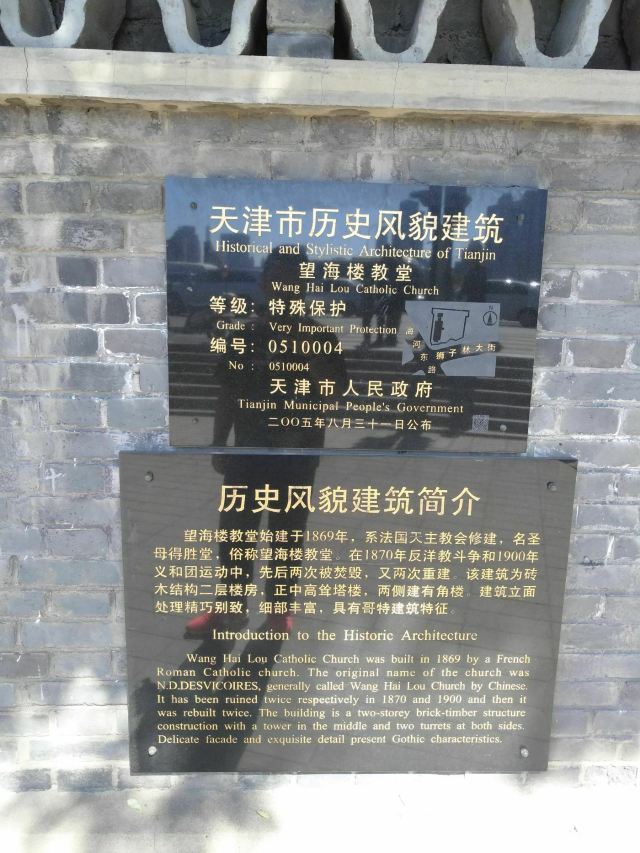 天津市历史风貌建筑
Historical and Stylistic Architecture of Tianjin
望海楼教堂
Wang Hai Lou Catholic Church
等级：特殊保护
Grade : Very Important Protection
编号：0510004
No : 0510004
天津市人民政府
Tianjin Municipal People's Government
二〇〇五年八月三十一日公布
N
海
河
东
路
狮子林大街
历史风貌建筑简介
望海楼教堂始建于1869年，系法国天主教会修建，名圣
母得胜堂，俗称望海楼教堂。在1870年反洋教斗争和1900年
义和团运动中，先后两次被焚毁，又两次重建。该建筑为砖
木结构二层楼房，正中高耸塔楼，两侧建有角楼。建筑立面
处理精巧别致，细部丰富，具有哥特建筑特征。
Introduction to the Historic Architecture
Wang Hai Lou Catholic Church was built in 1869 by a French
Roman Catholic church. The original name of the church was
N.D.DESVICOIRES, generally called Wang Hai Lou Church by Chinese.
It has been ruined twice respectively in 1870 and 1900 and then it
was rebuilt twice. The building is a two-storey brick-timber structure
construction with a tower in the middle and two turrets at both sides.
Delicate facade and exquisite detail present Gothic characteristics.